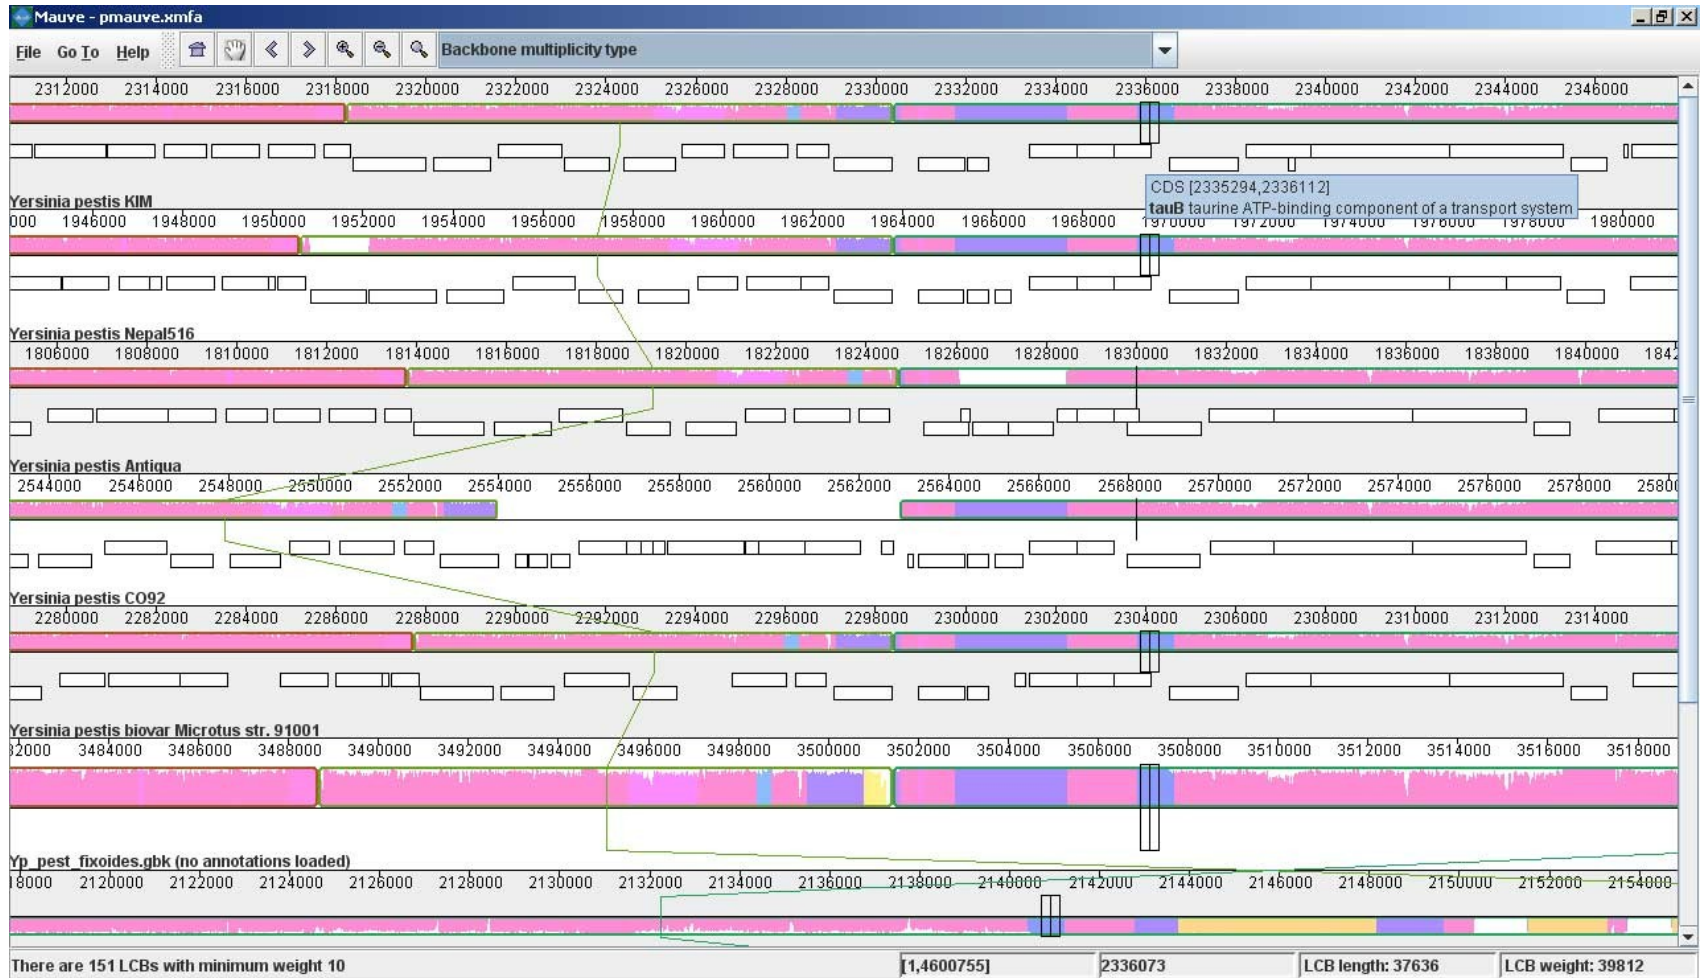 Mauve - pmauve.xmfa
File Go To Help Backbone multiplicity type
2312000 2314000 2316000 2318000 2320000 2322000 2324000 2326000 2328000 2330000 2332000 2334000 2336000 2338000 2340000 2342000 2344000 2346000
CDS [2335294,2336112]
tauB taurine ATP-binding component of a transport system
Yersinia pestis KIM
000 1946000 1948000 1950000 1952000 1954000 1956000 1958000 1960000 1962000 1964000 1966000 1968000 1970000 1972000 1974000 1976000 1978000 1980000
Yersinia pestis Nepal516
1806000 1808000 1810000 1812000 1814000 1816000 1818000 1820000 1822000 1824000 1826000 1828000 1830000 1832000 1834000 1836000 1838000 1840000 1842
Yersinia pestis Antiqua
2544000 2546000 2548000 2550000 2552000 2554000 2556000 2558000 2560000 2562000 2564000 2566000 2568000 2570000 2572000 2574000 2576000 2578000 2580
Yersinia pestis CO92
2280000 2282000 2284000 2286000 2288000 2290000 2292000 2294000 2296000 2298000 2300000 2302000 2304000 2306000 2308000 2310000 2312000 2314000
Yersinia pestis biovar Microtus str. 91001
3484000 3486000 3488000 3490000 3492000 3494000 3496000 3498000 3500000 3502000 3504000 3506000 3508000 3510000 3512000 3514000 3516000 3518000
Yp_pest_fixoides.gbk (no annotations loaded)
18000 2120000 2122000 2124000 2126000 2128000 2130000 2132000 2134000 2136000 2138000 2140000 2142000 2144000 2146000 2148000 2150000 2152000 2154000
There are 151 LCBs with minimum weight 10 [1,4600755] 2336073 LCB length: 37636 LCB weight: 39812